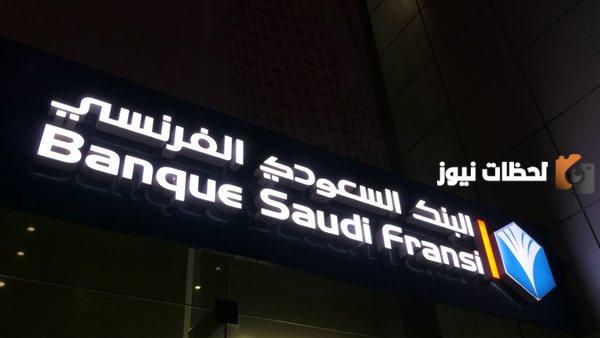 البنك السعودي الفرنسي
Banque Saudi Fransi
لحظات نيوز